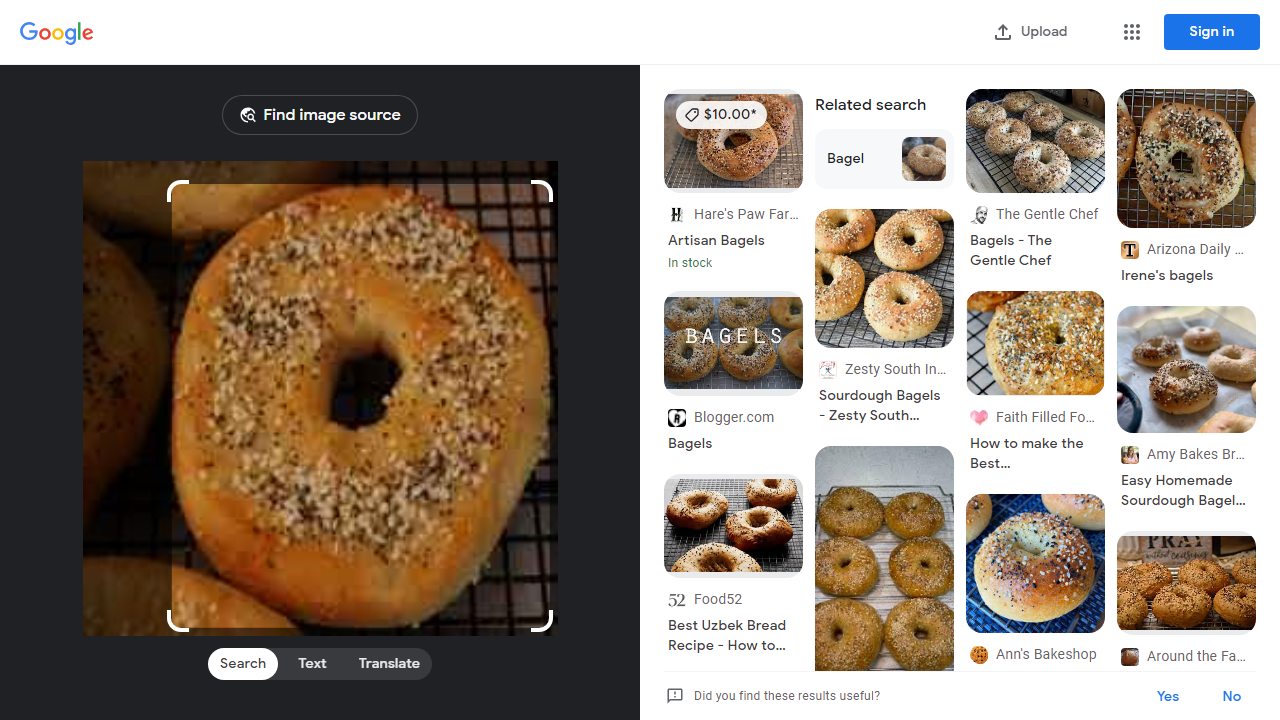 Google
Upload
Sign in
Find image source
Search
Text
Translate
$10.00*
Hare's Paw Far...
Artisan Bagels
In stock
BAGELS
Blogger.com
Bagels
52 Food52
Best Uzbek Bread
Recipe - How to...
Related search
Bagel
Zesty South In...
Sourdough Bagels
- Zesty South...
The Gentle Chef
Bagels - The
Gentle Chef
Faith Filled Fo...
How to make the
Best...
Ann's Bakeshop
T Arizona Daily ...
Irene's bagels
Amy Bakes Br...
Easy Homemade
Sourdough Bagel...
PRAY
without ceasing
Around the Fa...
Did you find these results useful?
Yes
No